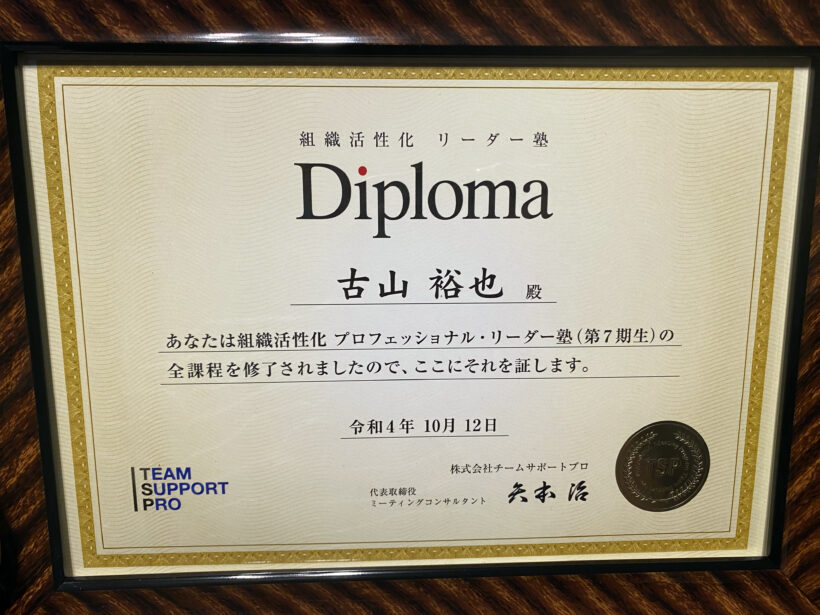 組織活性化 リーダー塾
Diploma
古山 裕也 殿
あなたは組織活性化 プロフェッショナル・リーダー塾(第7期生)の
全課程を修了されましたので、ここにそれを証します。
令和4年 10月 12日
TEAM
SUPPORT
PRO
株式会社チームサポートプロ
代表取締役
ミーティングコンサルタント
矢本 治
TSP